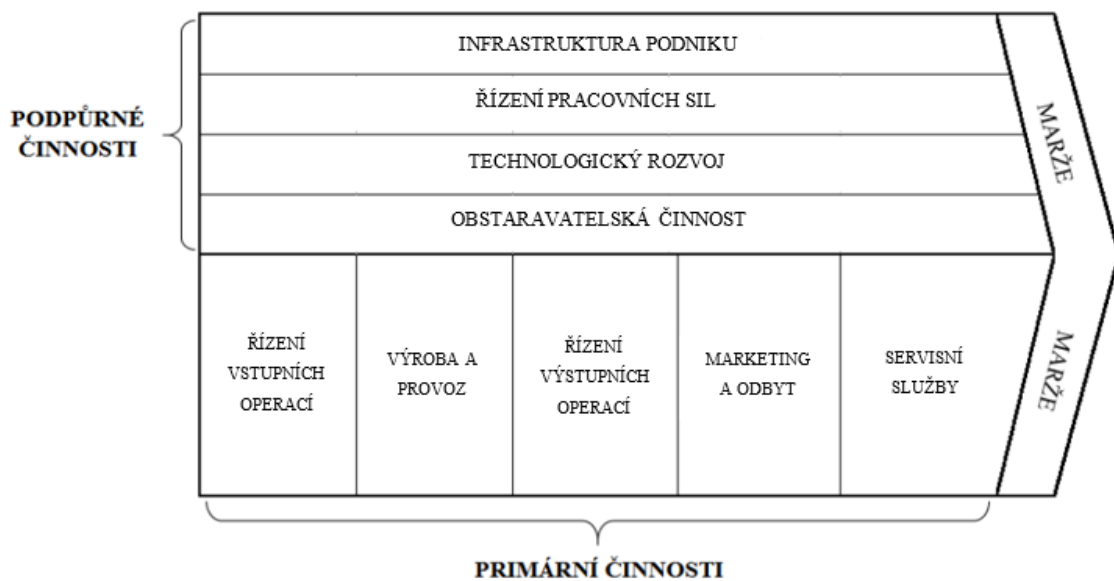 INFRASTRUKTURA PODNIKU
ŘÍZENÍ PRACOVNÍCH SIL
TECHNOLOGICKÝ ROZVOJ
OBSTARAVATELSKÁ ČINNOST
PODPŮRNÉ
ČINNOSTI
MARŽE
ŘÍZENÍ
VSTUPNÍCH
OPERACÍ
VÝROBA A
PROVOZ
ŘÍZENÍ
VÝSTUPNÍCH
OPERACÍ
MARKETING
A ODBYT
SERVISNÍ
SLUŽBY
MARŽE
PRIMÁRNÍ ČINNOSTI